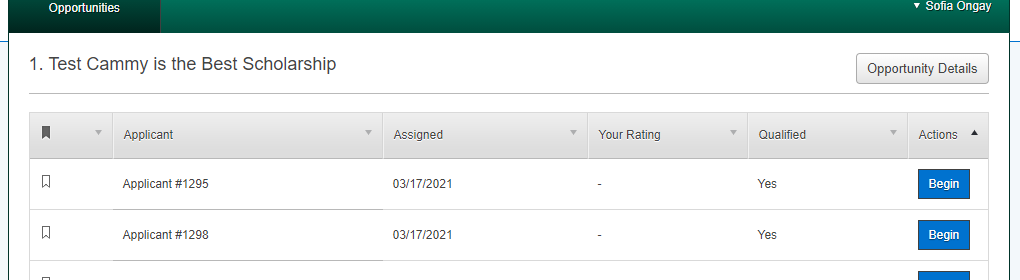 Opportunities
Sofia Ongay
1. Test Cammy is the Best Scholarship
Opportunity Details
Applicant Assigned Your Rating Qualified Actions
Applicant #1295 03/17/2021 - Yes Begin
Applicant #1298 03/17/2021 - Yes Begin